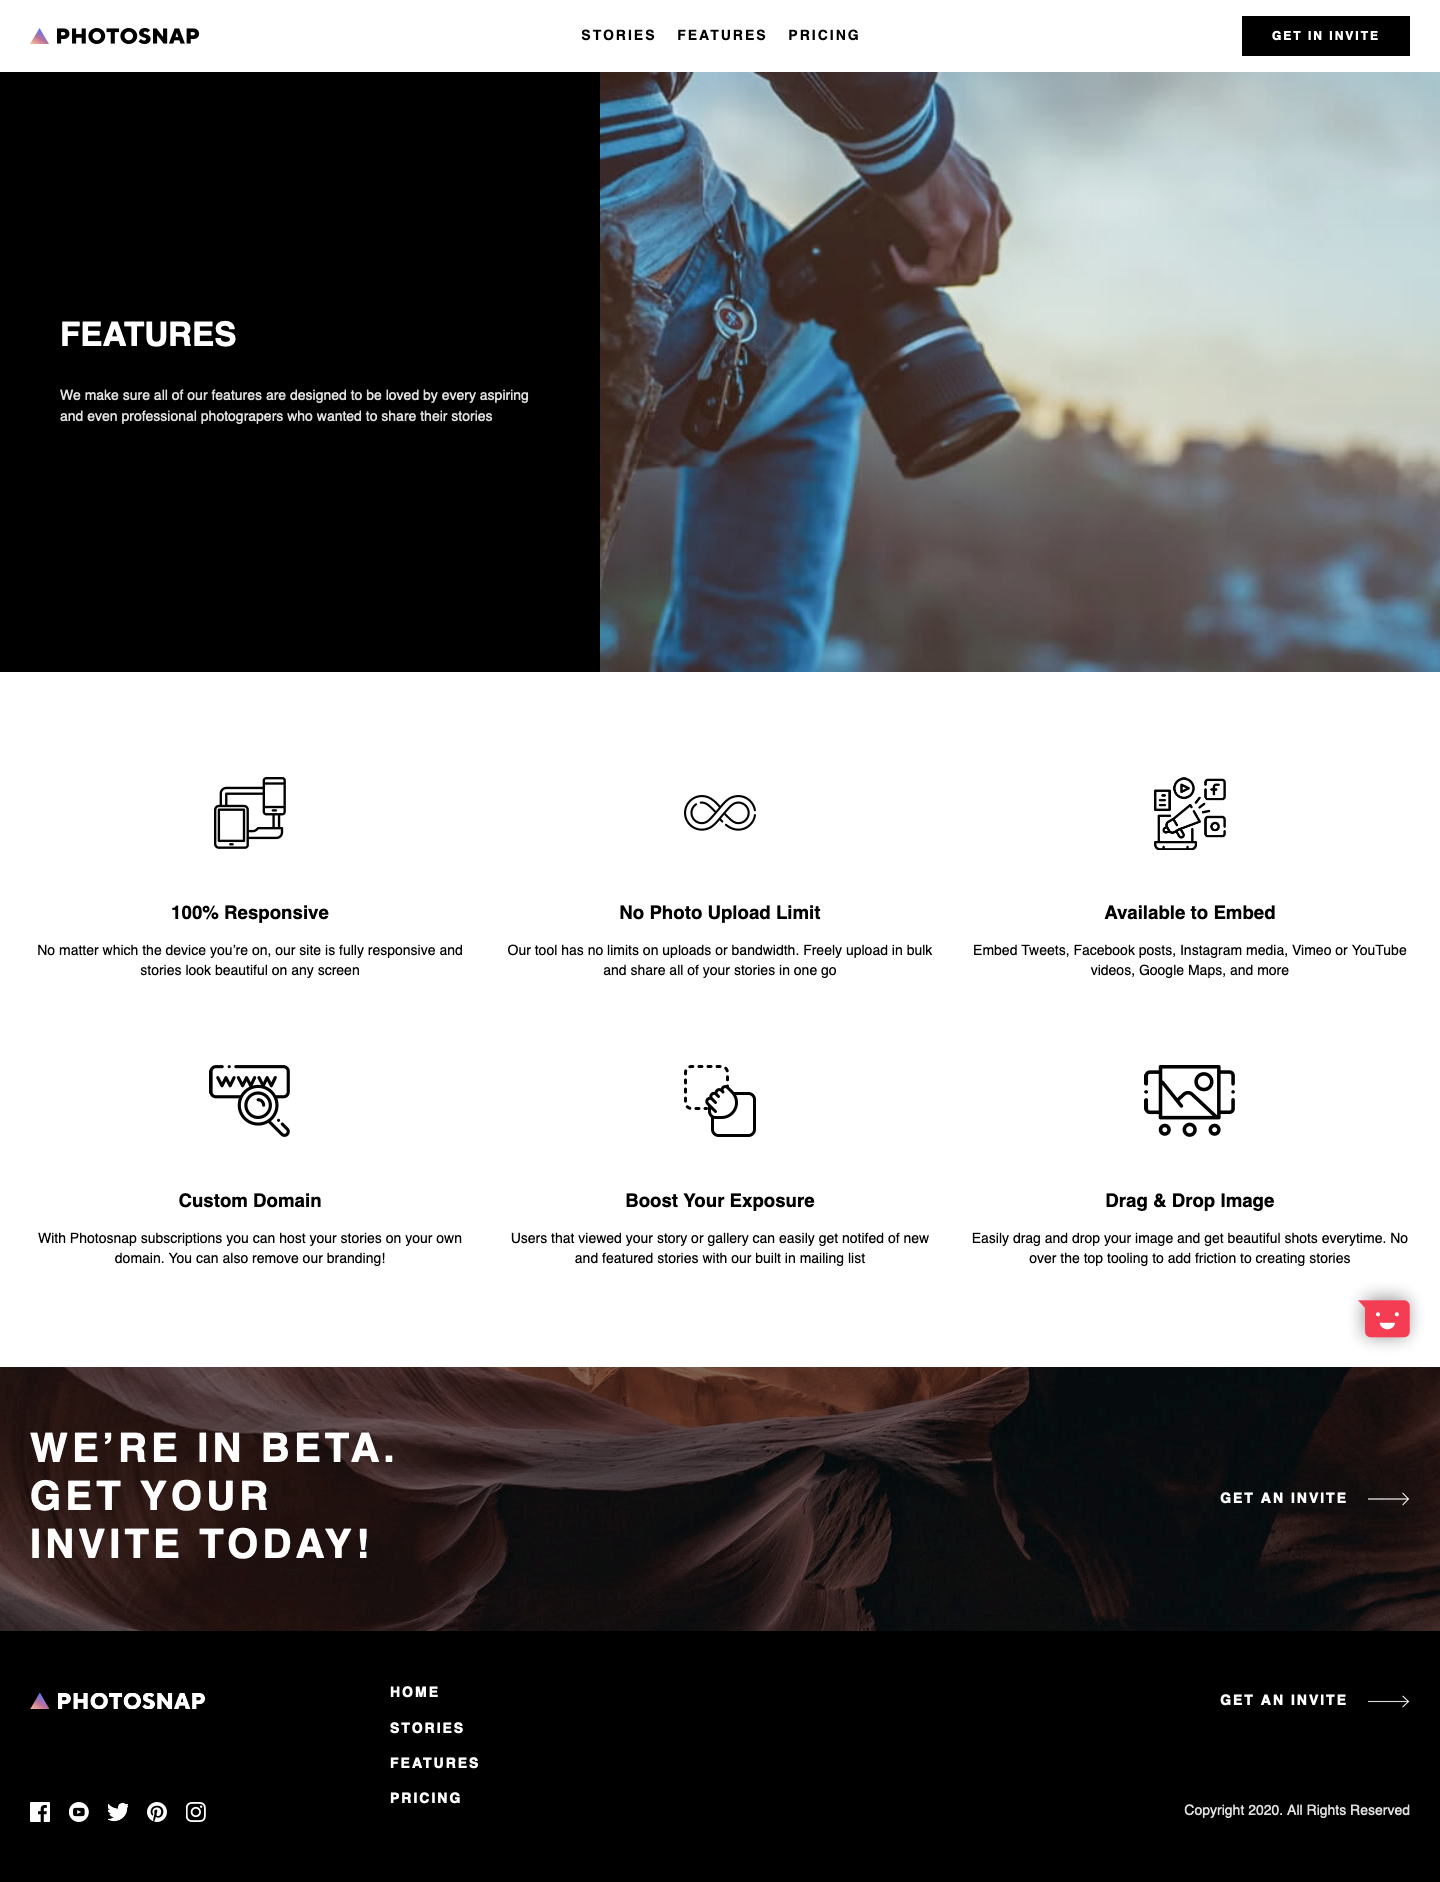 PHOTOSNAP
STORIES FEATURES PRICING
GET IN INVITE
FEATURES
We make sure all of our features are designed to be loved by every aspiring
and even professional photograpers who wanted to share their stories
100% Responsive
No matter which the device you’re on, our site is fully responsive and
stories look beautiful on any screen
No Photo Upload Limit
Our tool has no limits on uploads or bandwidth. Freely upload in bulk
and share all of your stories in one go
Available to Embed
Embed Tweets, Facebook posts, Instagram media, Vimeo or YouTube
videos, Google Maps, and more
www
Custom Domain
With Photosnap subscriptions you can host your stories on your own
domain. You can also remove our branding!
Boost Your Exposure
Users that viewed your story or gallery can easily get notifed of new
and featured stories with our built in mailing list
Drag & Drop Image
Easily drag and drop your image and get beautiful shots everytime. No
over the top tooling to add friction to creating stories
WE’RE IN BETA.
GET YOUR
INVITE TODAY!
GET AN INVITE
PHOTOSNAP
HOME
STORIES
FEATURES
PRICING
GET AN INVITE
Copyright 2020. All Rights Reserved